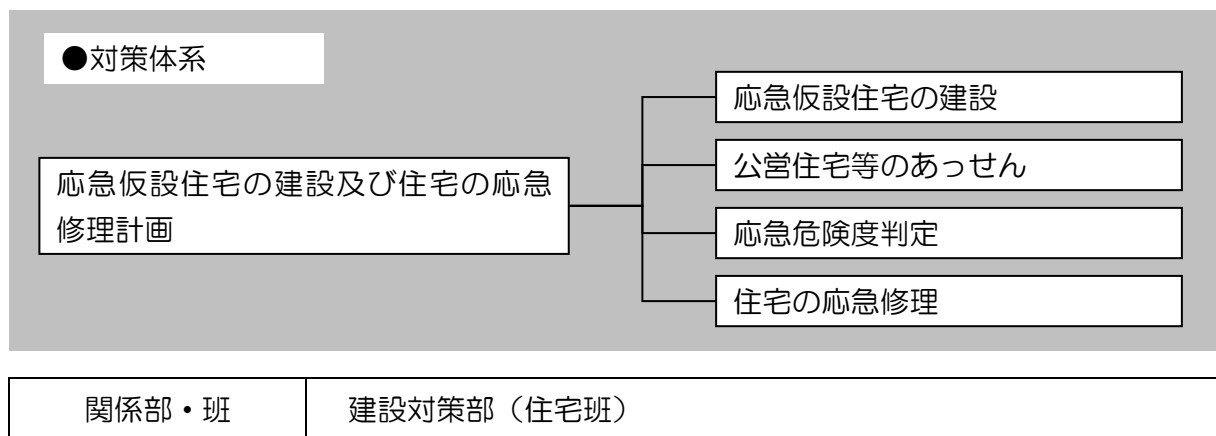 ●対策体系
応急仮設住宅の建設及び住宅の応急
修理計画
応急仮設住宅の建設
公営住宅等のあっせん
応急危険度判定
住宅の応急修理
関係部・班
建設対策部（住宅班）